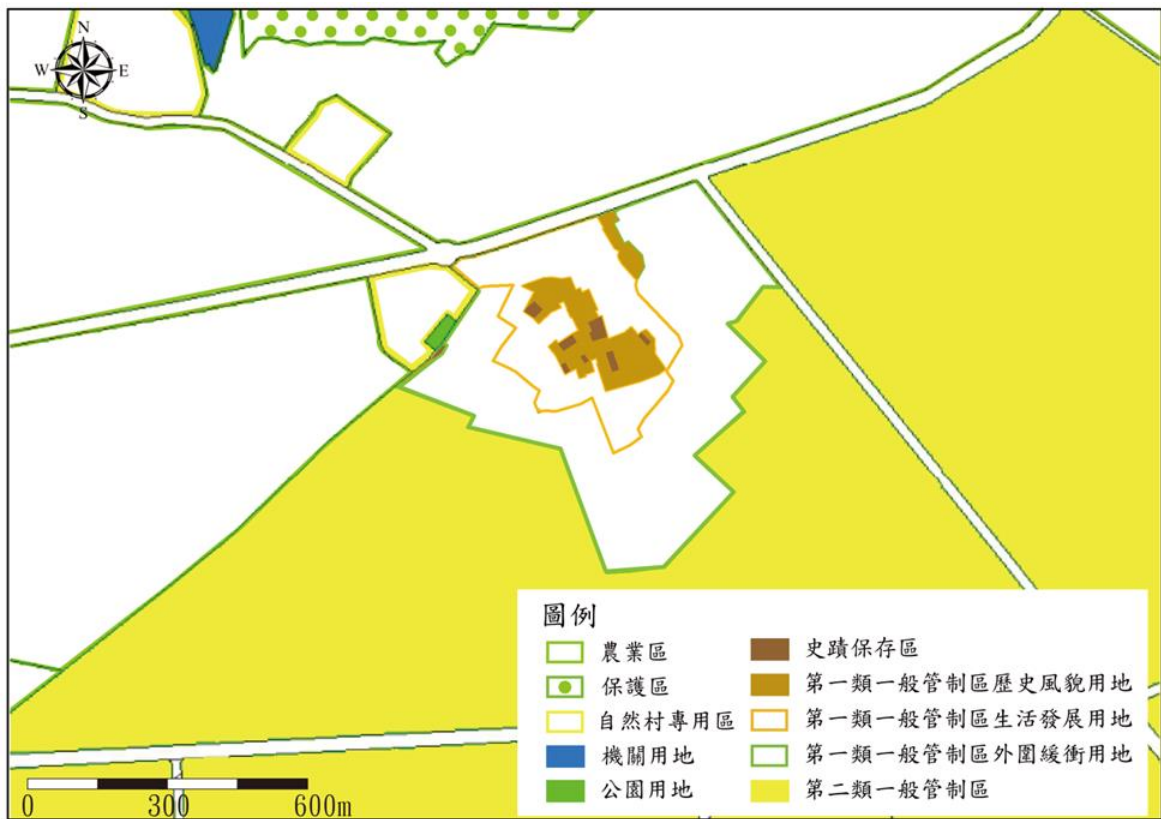 N
W E
S
圖例
農業區
保護區
自然村專用區
機關用地
公園用地
史蹟保存區
第一類一般管制區歷史風貌用地
第一類一般管制區生活發展用地
第一類一般管制區外圍緩衝用地
第二類一般管制區
0 300 600m